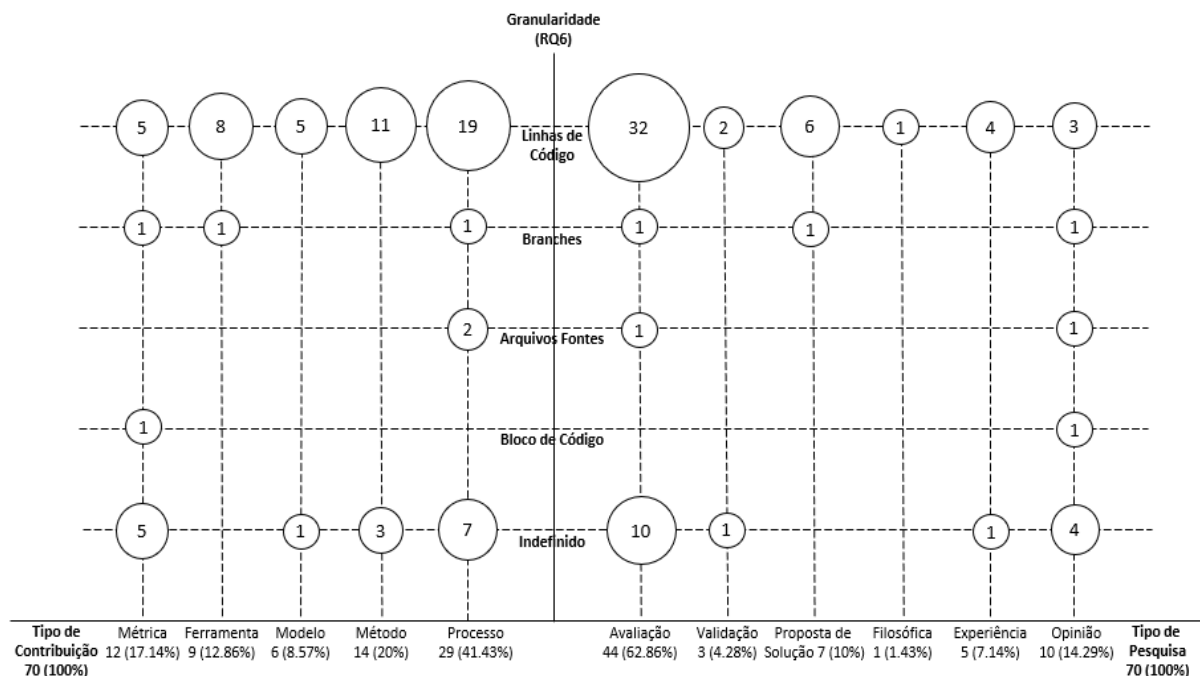 Granularidade
(RQ6)
5 8 5 11 19 32 2 6 1 4 3
Linhas de
Código
1 1 1 1 1 1
Branches
2 1 1
Arquivos Fontes
1 1
Bloco de Código
5 1 3 7 10 1 1 4
Indefinido
Tipo de Métrica Ferramenta Modelo Método Processo Avaliação Validação Proposta de Filosófica Experiência Opinião Tipo de
Contribuição 12 (17.14%) 9 (12.86%) 6 (8.57%) 14 (20%) 29 (41.43%) 44 (62.86%) 3 (4.28%) Solução 7 (10%) 1 (1.43%) 5 (7.14%) 10 (14.29%) Pesquisa
70 (100%) 70 (100%)